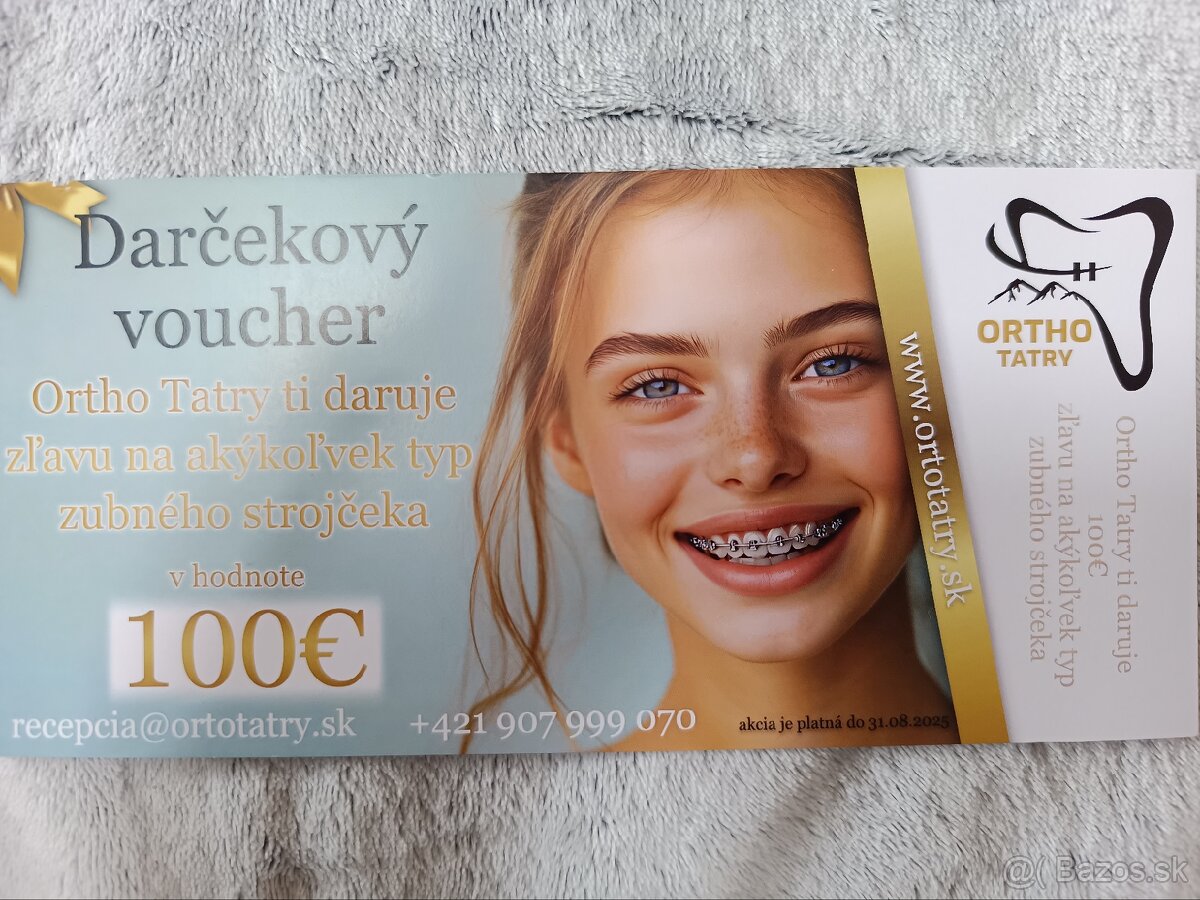 Darčekový
voucher
Ortho Tatry ti daruje
zľavu na akýkoľvek typ
zubného strojčeka
v hodnote
100€
recepcia@ortotatry.sk
+421 907 999 070
akcia je platná do 31.08.2025
www.ortotatry.sk
ORTHO
TATRY
Ortho Tatry ti daruje
100€
zľavu na akýkoľvek typ
zubného strojčeka
@( Bazos.sk